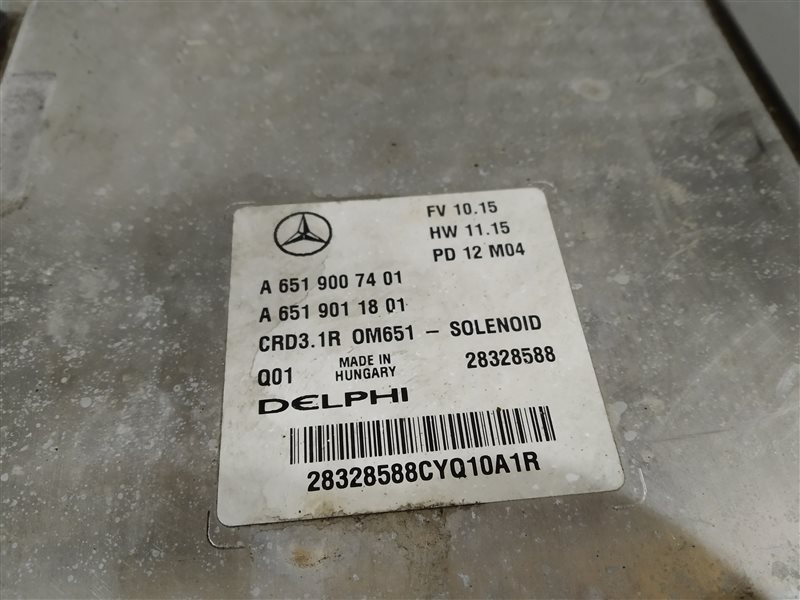 FV 10.15
HW 11.15
PD 12 M04
A 651 900 74 01
A 651 901 18 01
CRD3.1R OM651 - SOLENOID
Q01 MADE IN HUNGARY 28328588
DELPHI
28328588CYQ10A1R